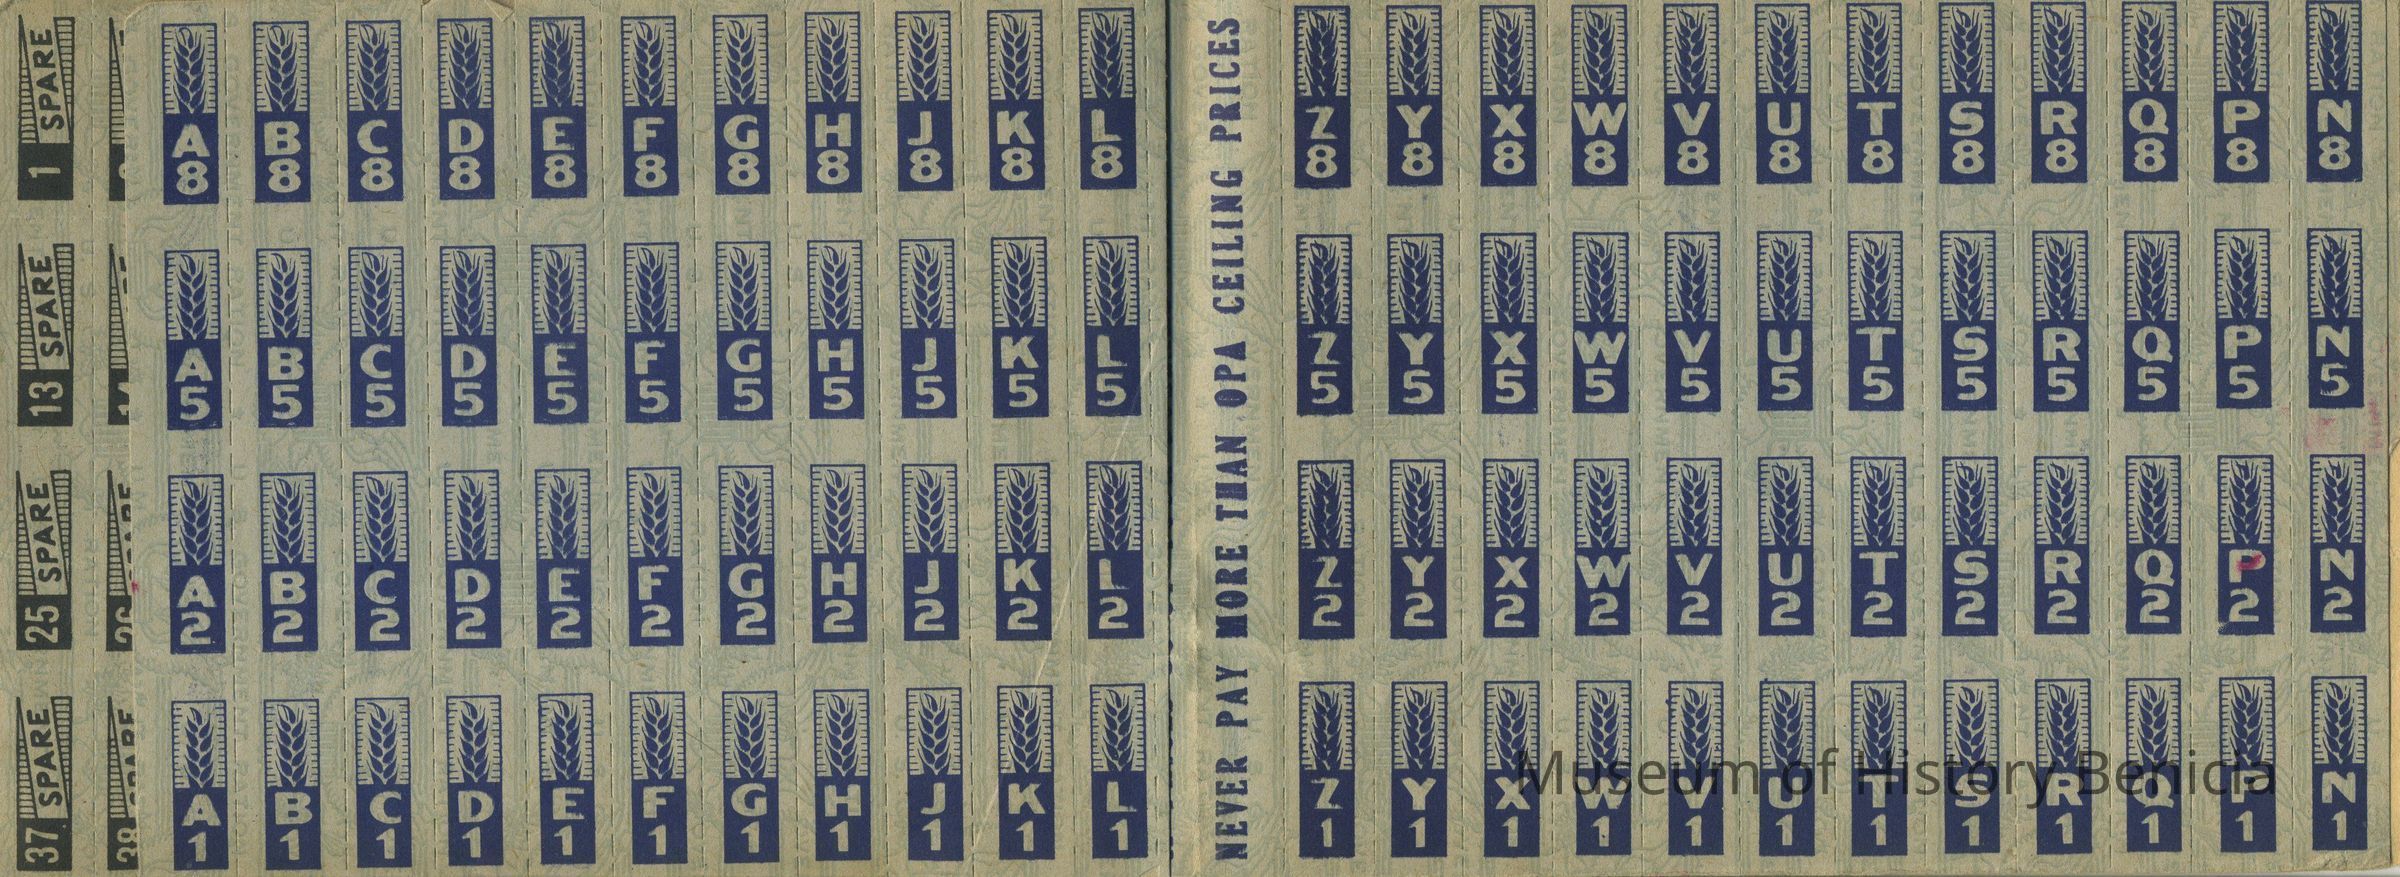 1 SPARE
A8 B8 C8 D8 E8 F8 G8 H8 J8 K8 L8
13 SPARE
14
A5 B5 C5 D5 E5 F5 G5 H5 J5 K5 L5
25 SPARE
26 SPARE
A2 B2 C2 D2 E2 F2 G2 H2 J2 K2 L2
37 SPARE
38 SPARE
A1 B1 C1 D1 E1 F1 G1 H1 J1 K1 L1
NEVER PAY MORE THAN OPA CEILING PRICES
Z8 Y8 X8 W8 V8 U8 T8 S8 R8 Q8 P8 N8
Z5 Y5 X5 W5 V5 U5 T5 S5 R5 Q5 P5 N5
Z2 Y2 X2 W2 V2 U2 T2 S2 R2 Q2 P2 N2
Z1 Y1 X1 W1 V1 U1 T1 S1 R1 Q1 P1 N1
Museum of History Benicia